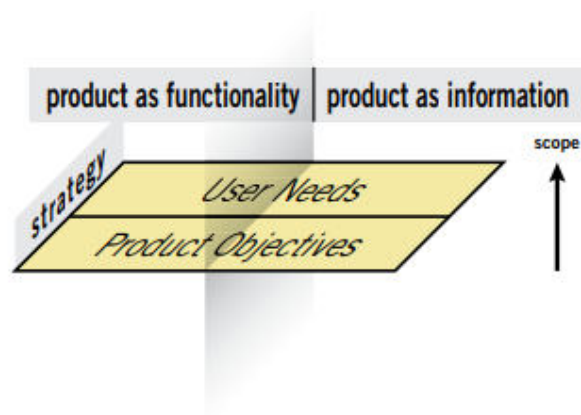 product as functionality product as information
scope
strategy
User Needs
Product Objectives